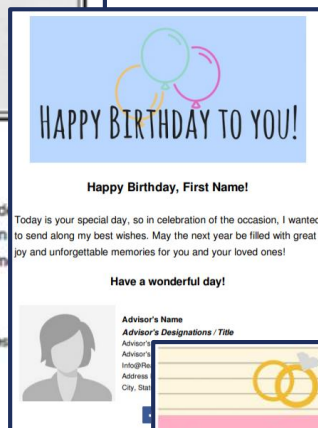 HAPPY BIRTHDAY TO YOU!
Happy Birthday, First Name!
Today is your special day, so in celebration of the occasion, I wanted
to send along my best wishes. May the next year be filled with great
joy and unforgettable memories for you and your loved ones!
Have a wonderful day!
Advisor's Name
Advisor's Designations / Title
Advisor's
Advisor's
Address
City,